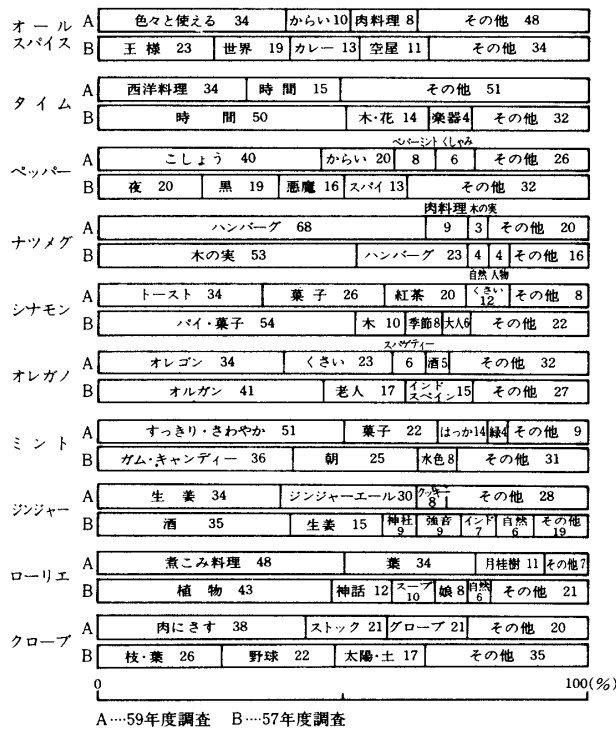 オール
スパイス
A 色々と使える 34 からい10 肉料理 8 その他 48
B 王様 23 世界 19 カレー 13 空屋 11 その他 34
タイム
A 西洋料理 34 時間 15 その他 51
B 時間 50 木・花 14 楽器4 その他 32
ペパーミント くしゃみ
ペッパー
A こしょう 40 からい 20 8 6 その他 26
B 夜 20 黒 19 悪魔 16 スパイ 13 その他 32
肉料理 木の実
ナツメグ
A ハンバーグ 68 9 3 その他 20
B 木の実 53 ハンバーグ 23 4 4 その他 16
自然 人物
シナモン
A トースト 34 菓子 26 紅茶 20 くさい 12 その他 8
B パイ・菓子 54 木 10 季節8 大人6 その他 22
スパゲティー
オレガノ
A オレゴン 34 くさい 23 6 酒5 その他 32
B オルガン 41 老人 17 インド スペイン15 その他 27
ミント
A すっきり・さわやか 51 菓子 22 はっか14 緑4 その他 9
B ガム・キャンディー 36 朝 25 水色 8 その他 31
ジンジャー
A 生姜 34 ジンジャーエール30 クッキー 8 その他 28
B 酒 35 生姜 15 神社 9 強音 9 インド 7 自然 6 その他 19
ローリエ
A 煮こみ料理 48 葉 34 月桂樹 11 その他7
B 植物 43 神話 12 スープ 10 娘 8 自然 6 その他 21
クローブ
A 肉にさす 38 ストック 21 グローブ 21 その他 20
B 枝・葉 26 野球 22 太陽・土 17 その他 35
0 100(%)
A‥‥59年度調査 B‥‥57年度調査